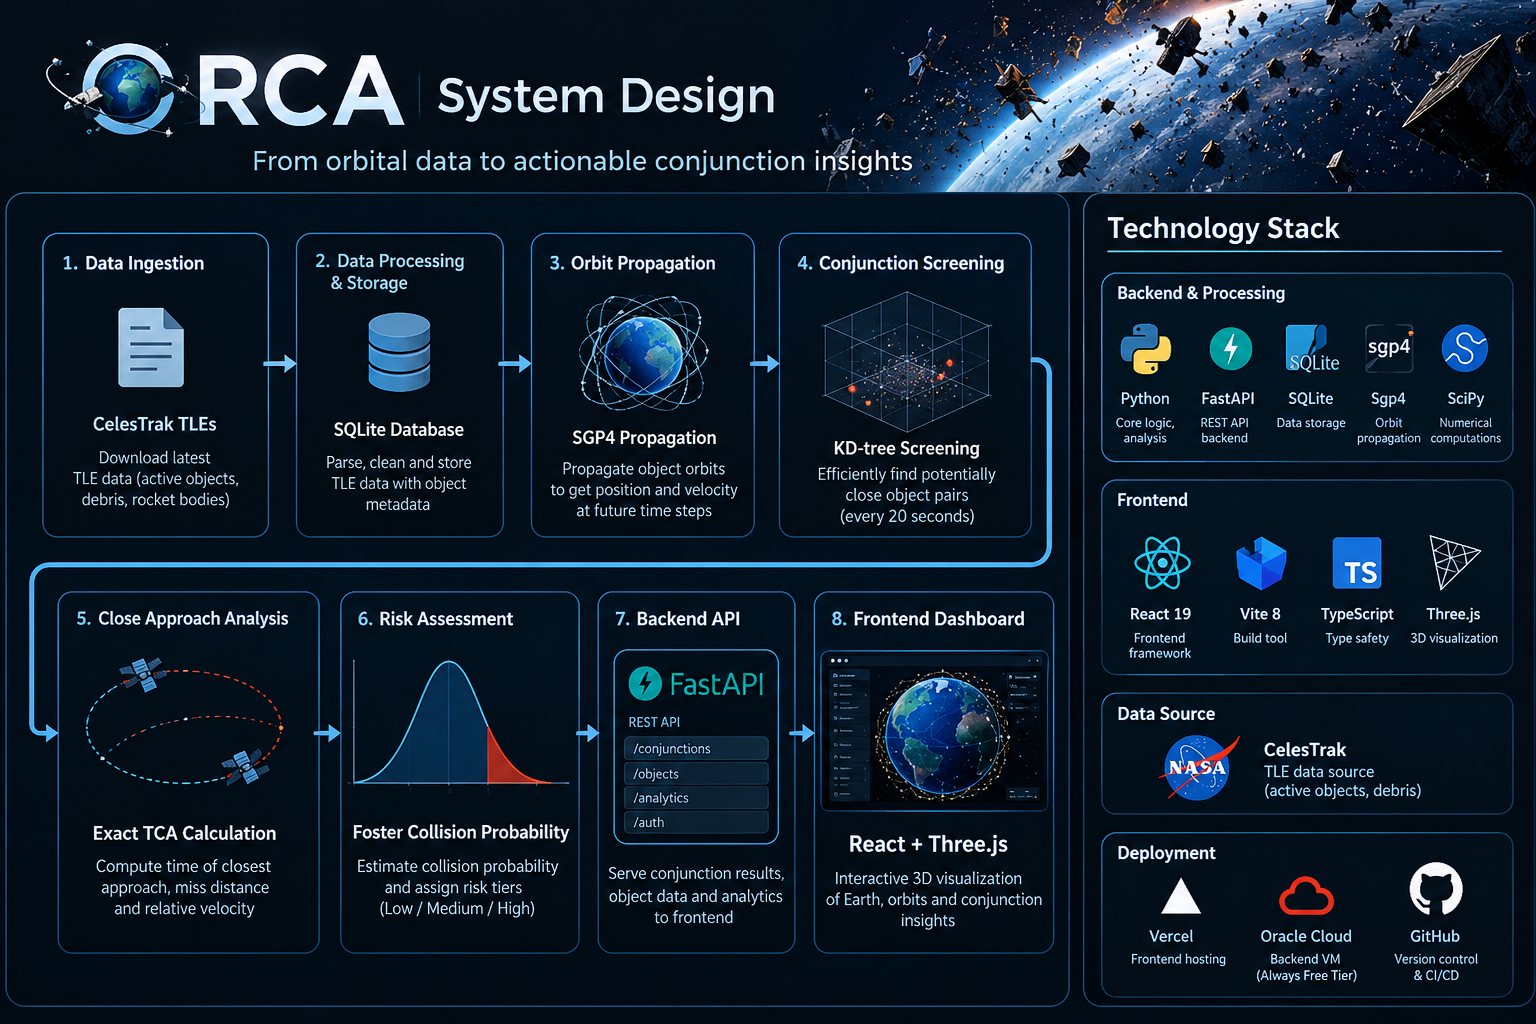 ORCA
System Design
From orbital data to actionable conjunction insights
1. Data Ingestion
CelesTrak TLEs
Download latest
TLE data (active objects,
debris, rocket bodies)
2. Data Processing
& Storage
SQLite Database
Parse, clean and store
TLE data with object
metadata
3. Orbit Propagation
SGP4 Propagation
Propagate object orbits
to get position and velocity
at future time steps
4. Conjunction Screening
KD-tree Screening
Efficiently find potentially
close object pairs
(every 20 seconds)
5. Close Approach Analysis
Exact TCA Calculation
Compute time of closest
approach, miss distance
and relative velocity
6. Risk Assessment
Foster Collision Probability
Estimate collision probability
and assign risk tiers
(Low / Medium / High)
7. Backend API
FastAPI
REST API
/conjunctions
/objects
/analytics
/auth
Serve conjunction results,
object data and analytics
to frontend
8. Frontend Dashboard
React + Three.js
Interactive 3D visualization
of Earth, orbits and conjunction
insights
Technology Stack
Backend & Processing
SQLite
sgp4
Python
Core logic,
analysis
FastAPI
REST API
backend
SQLite
Data storage
Sgp4
Orbit
propagation
SciPy
Numerical
computations
Frontend
TS
React 19
Frontend
framework
Vite 8
Build tool
TypeScript
Type safety
Three.js
3D visualization
Data Source
NASA
CelesTrak
TLE data source
(active objects, debris)
Deployment
Vercel
Frontend hosting
Oracle Cloud
Backend VM
(Always Free Tier)
GitHub
Version control
& CI/CD